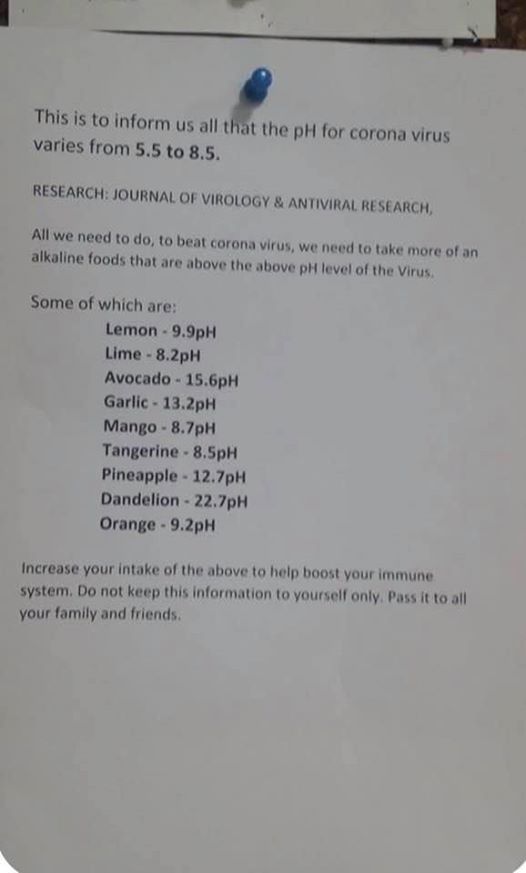 This is to inform us all that the pH for corona virus
varies from 5.5 to 8.5.
RESEARCH: JOURNAL OF VIROLOGY & ANTIVIRAL RESEARCH,
All we need to do, to beat corona virus, we need to take more of an
alkaline foods that are above the above pH level of the Virus.
Some of which are:
Lemon - 9.9pH
Lime - 8.2pH
Avocado - 15.6pH
Garlic - 13.2pH
Mango - 8.7pH
Tangerine - 8.5pH
Pineapple - 12.7pH
Dandelion - 22.7pH
Orange - 9.2pH
Increase your intake of the above to help boost your immune
system. Do not keep this information to yourself only. Pass it to all
your family and friends.